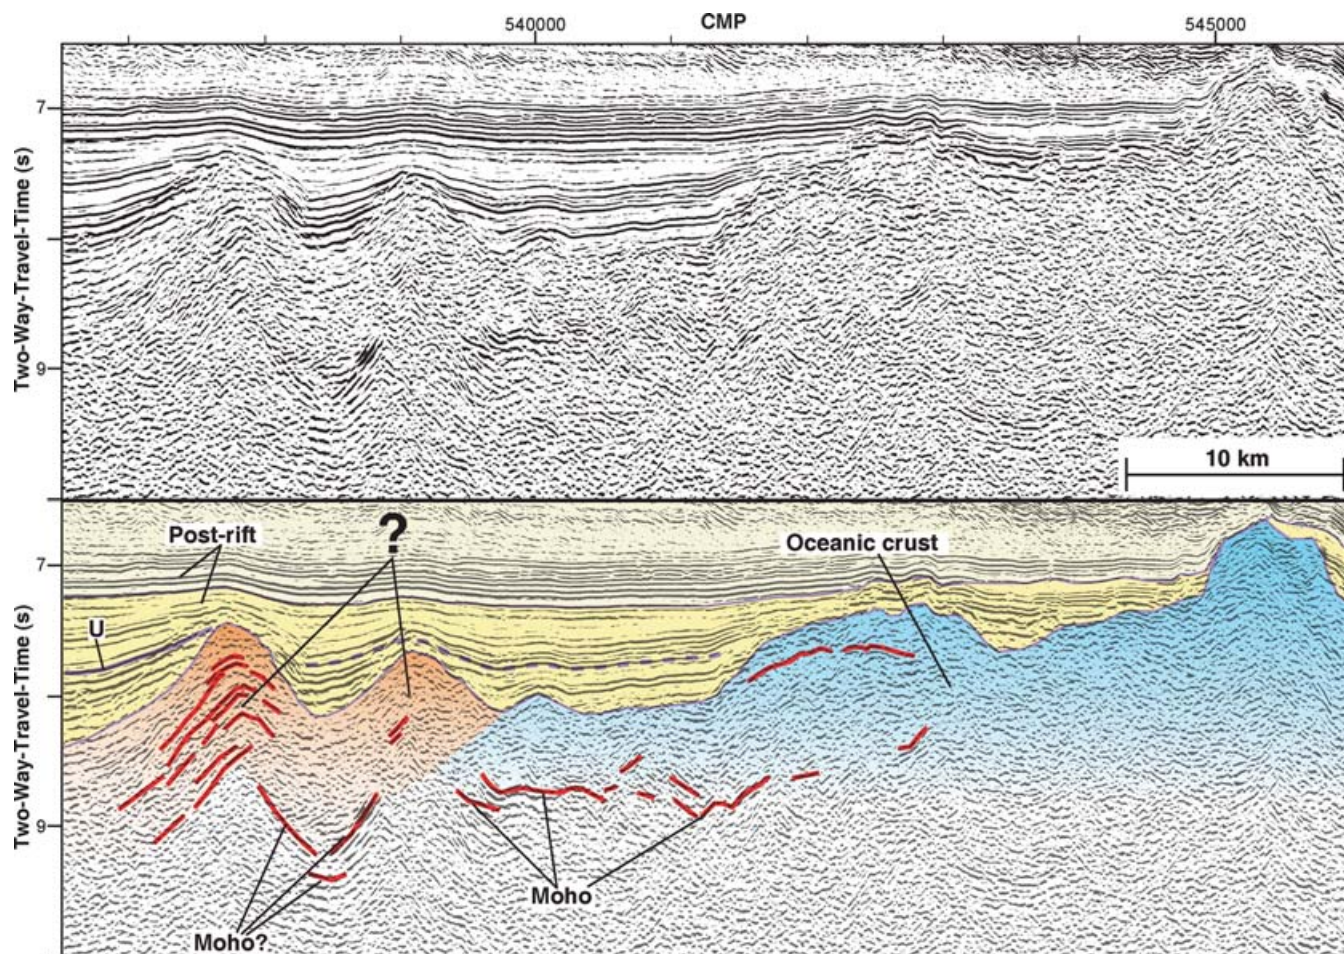 540000 CMP 545000
7
Two-Way-Travel-Time (s)
9
10 km
Post-rift
?
Oceanic crust
7
U
Two-Way-Travel-Time (s)
9
Moho
Moho?